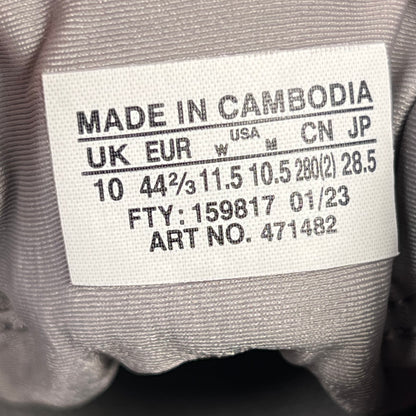 MADE IN CAMBODIA
UK EUR W USA M CN JP
10 44⅔ 11.5 10.5 280(2) 28.5
FTY: 159817 01/23
ART NO. 471482